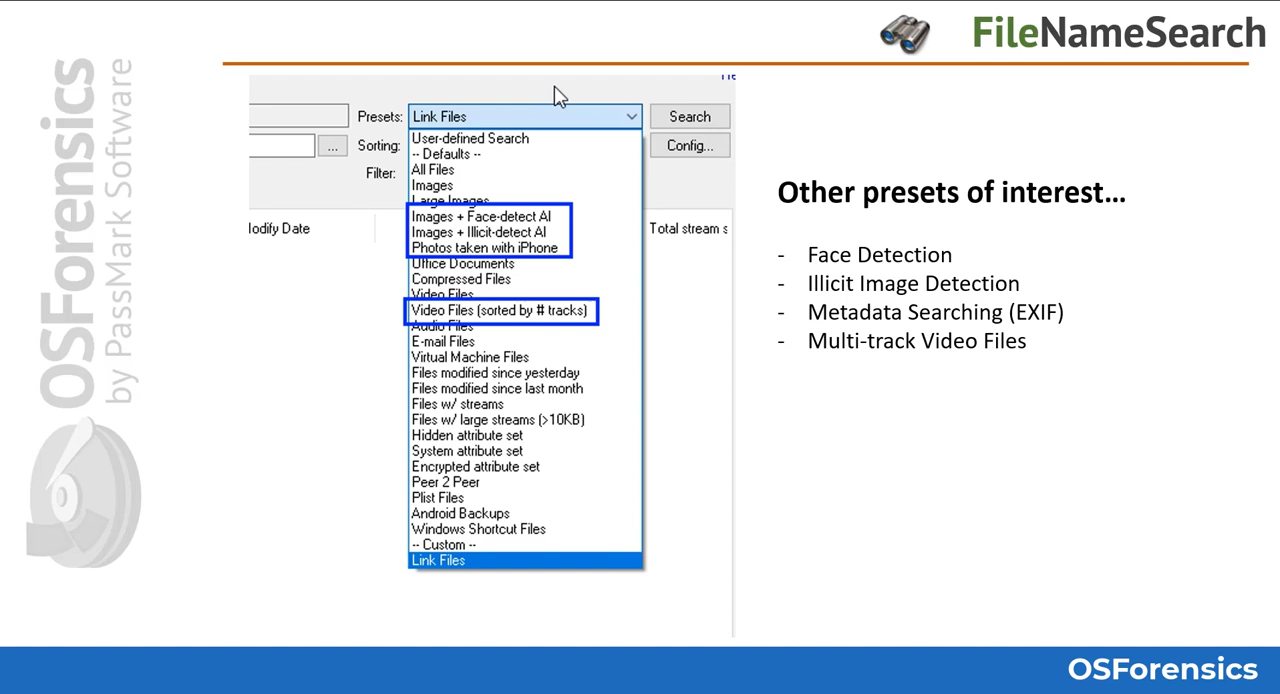 FileNameSearch
OSForensics
by PassMark Software
Presets:
Link Files
Search
...
Sorting:
Config...
Filter:
User-defined Search
-- Defaults --
All Files
Images
Large Images
Images + Face-detect AI
Images + Illicit-detect AI
Photos taken with iPhone
Office Documents
Compressed Files
Video Files
Video Files (sorted by # tracks)
Audio Files
E-mail Files
Virtual Machine Files
Files modified since yesterday
Files modified since last month
Files w/ streams
Files w/ large streams (>10KB)
Hidden attribute set
System attribute set
Encrypted attribute set
Peer 2 Peer
Plist Files
Android Backups
Windows Shortcut Files
-- Custom --
Link Files
odify Date
Total stream s
Other presets of interest…
- Face Detection
- Illicit Image Detection
- Metadata Searching (EXIF)
- Multi-track Video Files
OSForensics